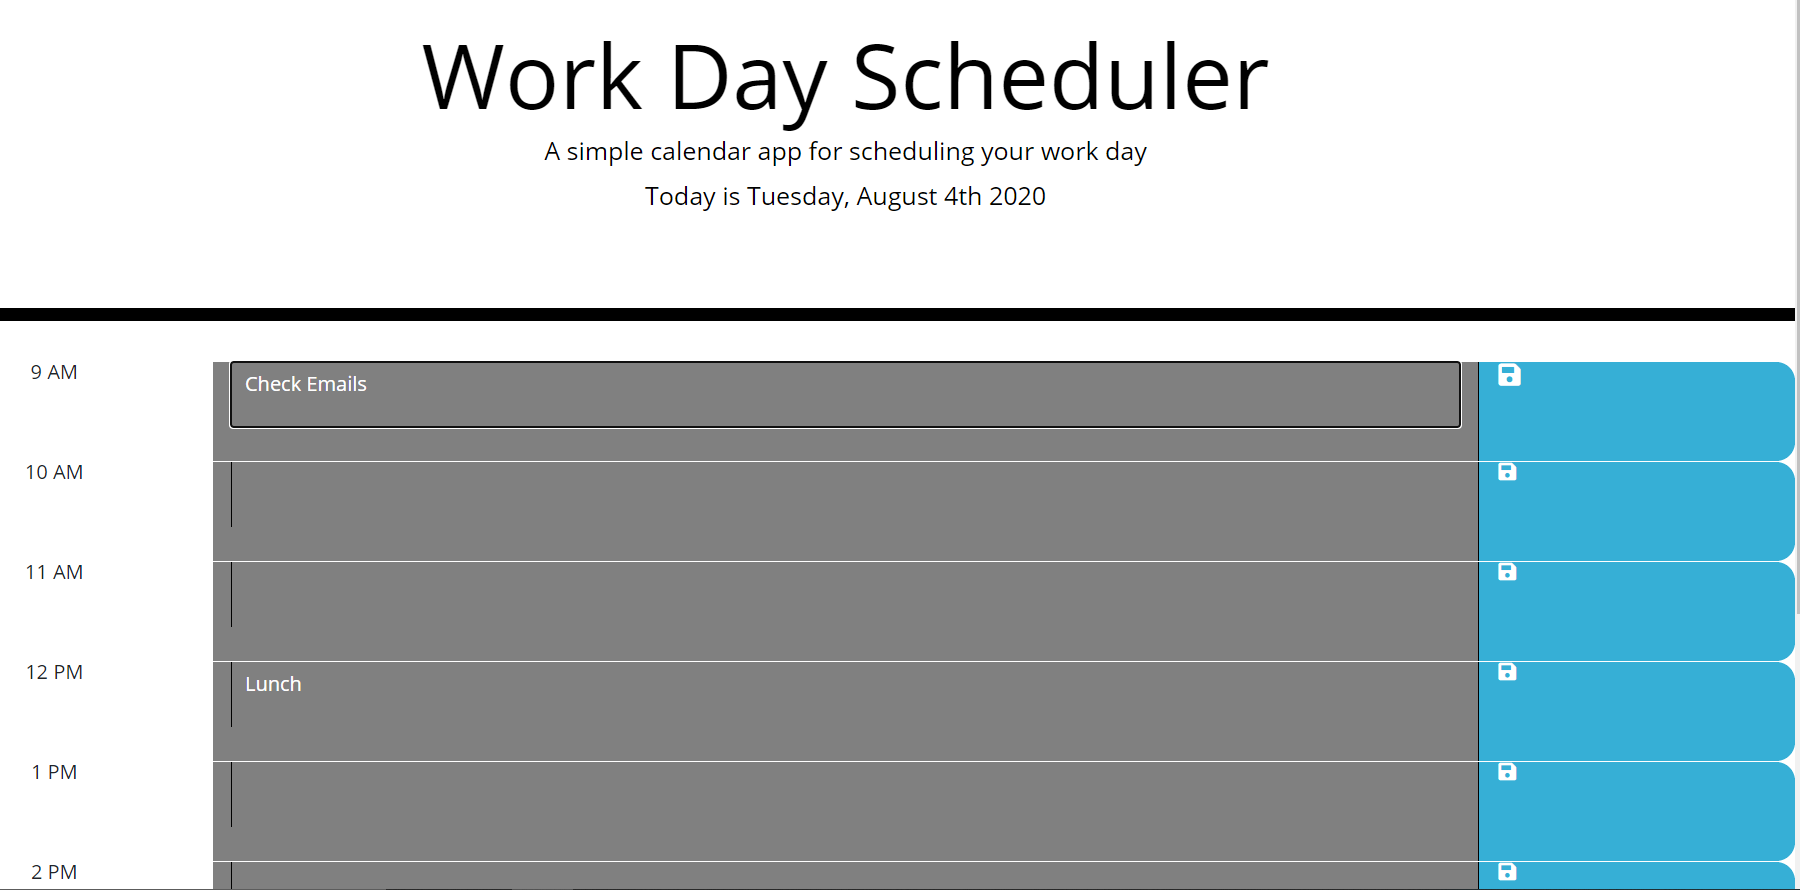 Work Day Scheduler
A simple calendar app for scheduling your work day
Today is Tuesday, August 4th 2020
9 AM
Check Emails
10 AM
11 AM
12 PM
Lunch
1 PM
2 PM